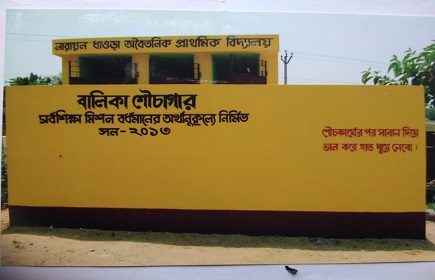 নারায়ন ধাওড়া অবৈতনিক প্রাথমিক বিদ্যালয়
বালিকা শৌচাগার
সর্বশিক্ষা মিশন বর্ধমানের অর্থানুকুল্যে নির্মিত
সন - ২০১৩
শৌচকার্যের পর সাবান দিয়ে
ভাল করে হাত ধুয়ে নেবো।